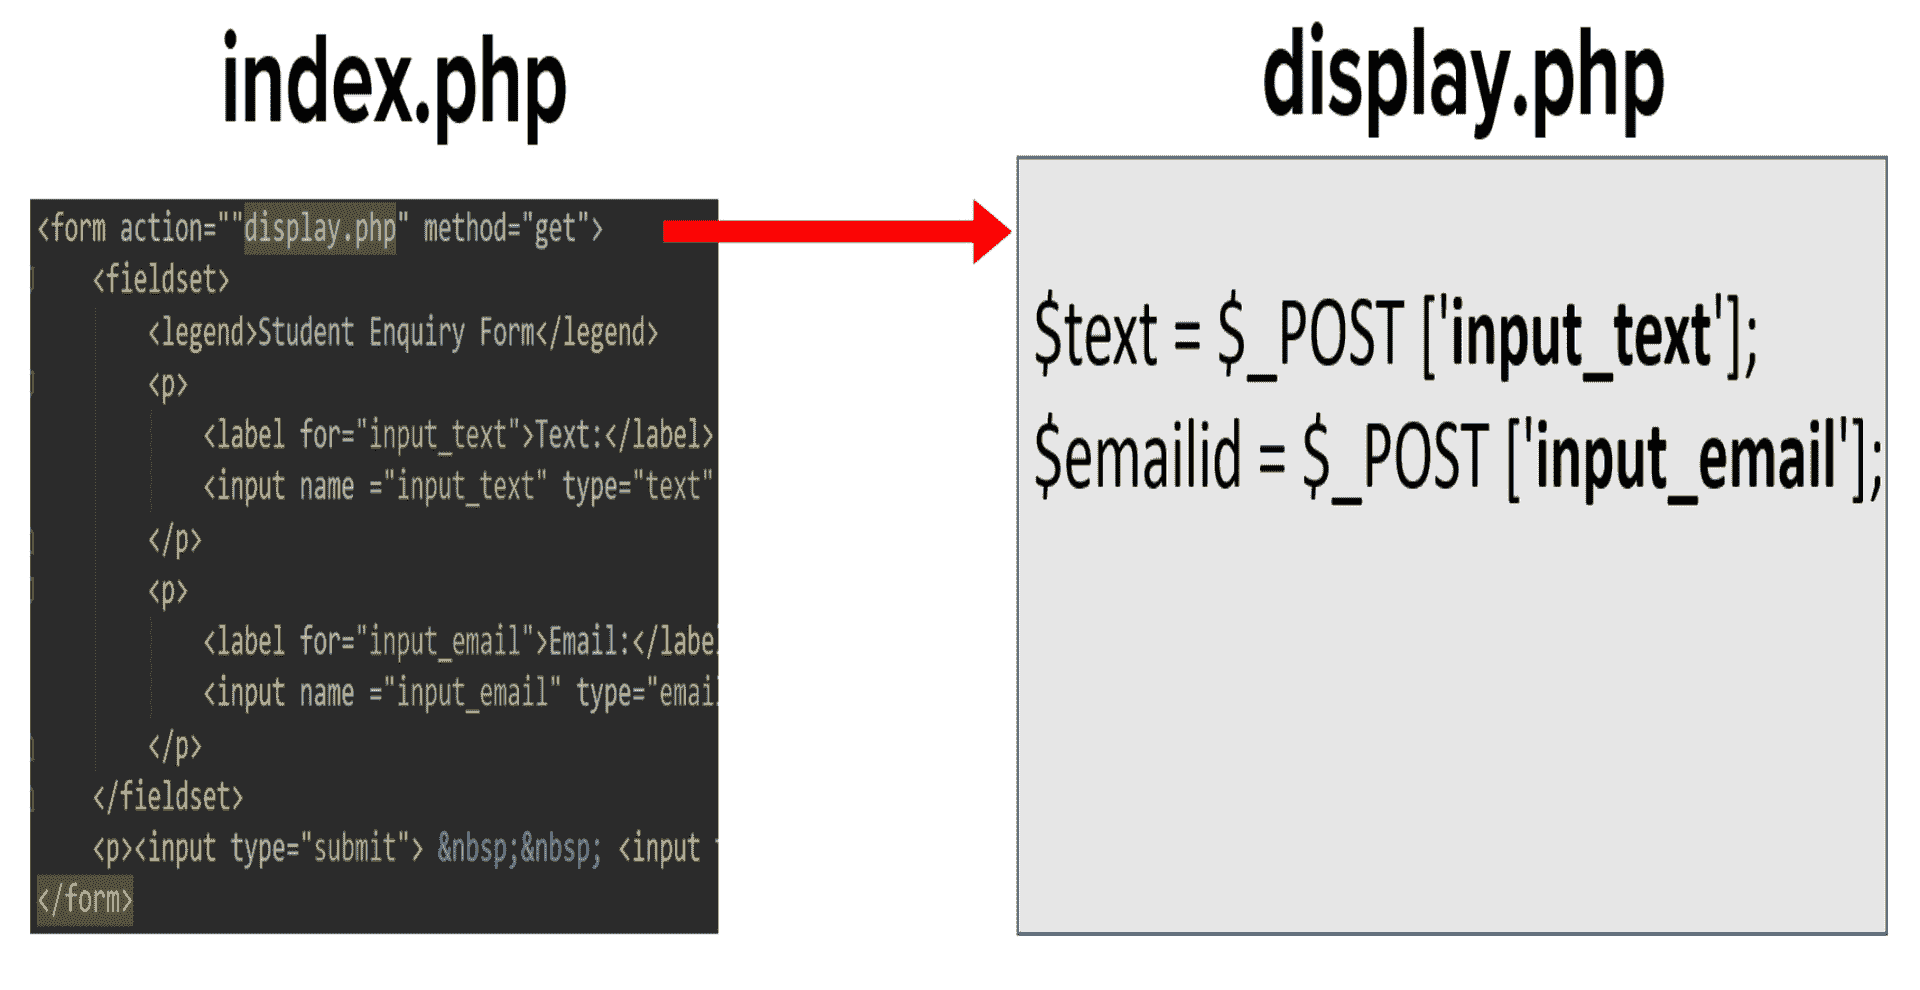 index.php
display.php
<form action=""display.php" method="get">
<fieldset>
<legend>Student Enquiry Form</legend>
<p>
<label for="input_text">Text:</label>
<input name ="input_text" type="text"
</p>
<p>
<label for="input_email">Email:</label
<input name ="input_email" type="email
</p>
</fieldset>
<p><input type="submit"> &nbsp;&nbsp; <input
</form>
$text = $_POST ['input_text'];
$emailid = $_POST ['input_email'];